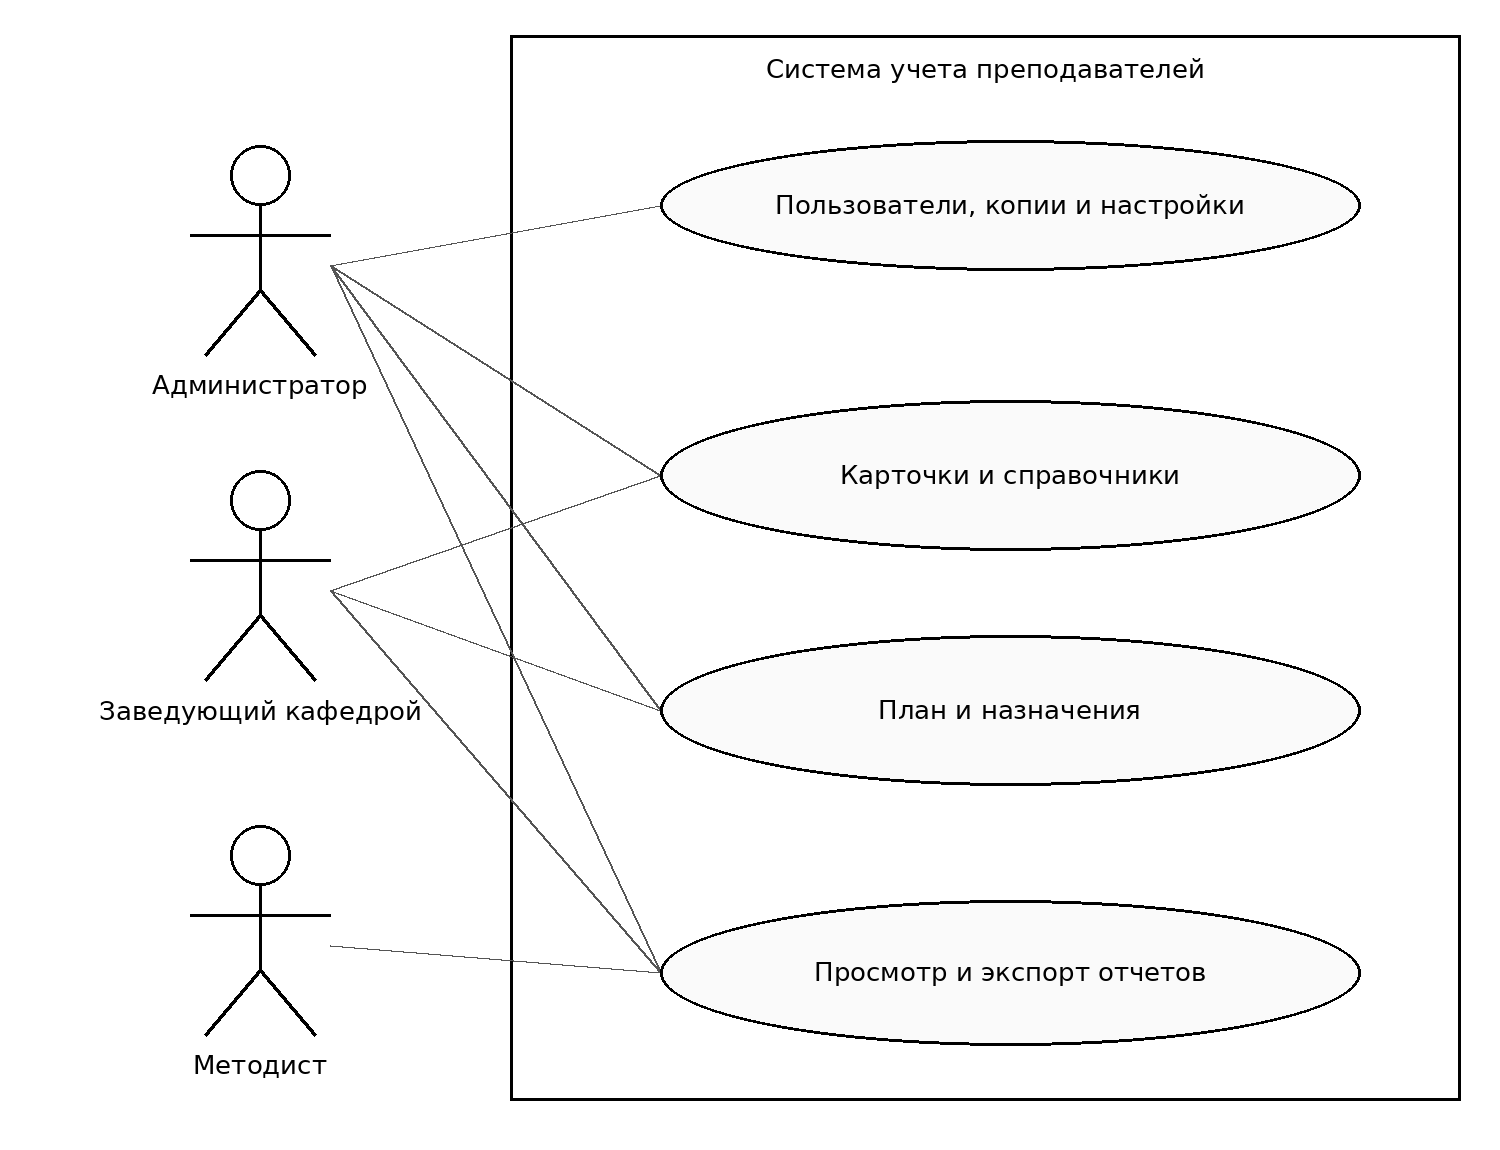 Система учета преподавателей
Пользователи, копии и настройки
Администратор
Карточки и справочники
Заведующий кафедрой
План и назначения
Просмотр и экспорт отчетов
Методист